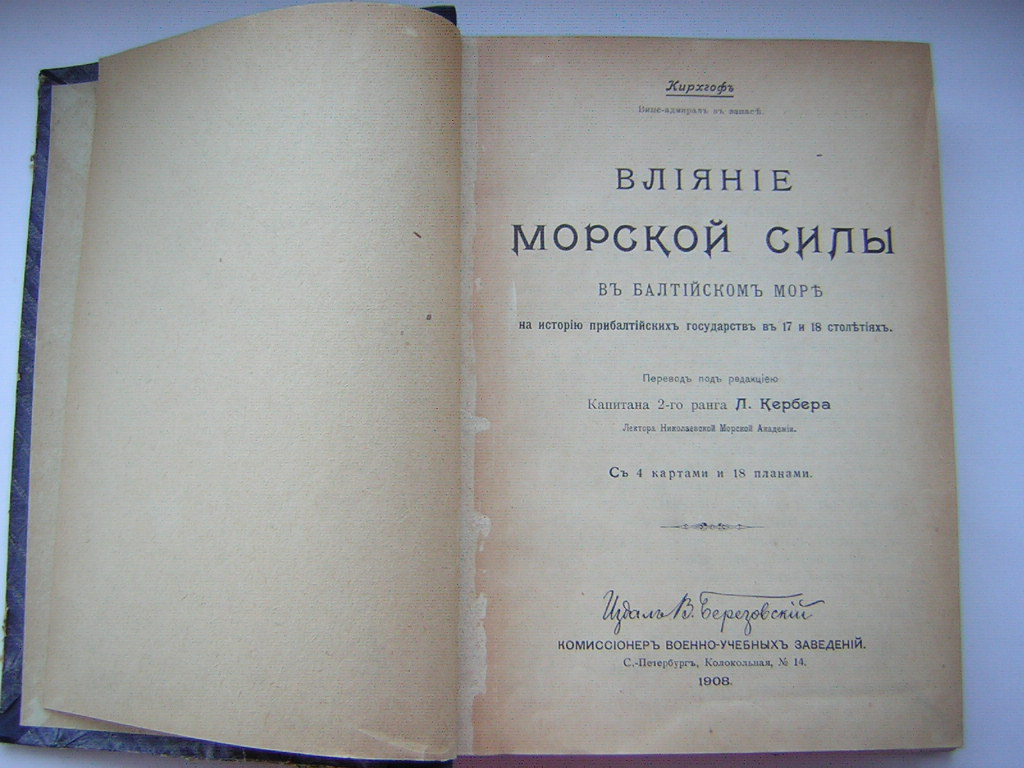 Кирхгофъ
Вице-адмиралъ въ запасѣ.
ВЛІЯНІЕ
МОРСКОЙ СИЛЫ
ВЪ БАЛТІЙСКОМЪ МОРѢ
на исторію прибалтійскихъ государствъ въ 17 и 18 столѣтіяхъ.
Переводъ подъ редакціею
Капитана 2-го ранга Л. Кербера
Лектора Николаевской Морской Академіи.
Съ 4 картами и 18 планами.
Издалъ В. Березовскій
КОМИССІОНЕРЪ ВОЕННО-УЧЕБНЫХЪ ЗАВЕДЕНІЙ.
С.-Петербургъ, Колокольная, № 14.
1908.